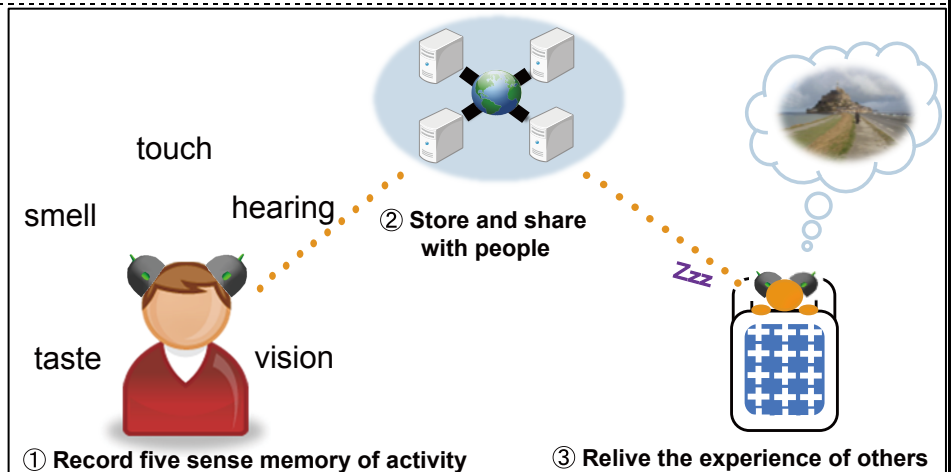 touch
smell
hearing
taste
vision
① Record five sense memory of activity
② Store and share
with people
Zzz
③ Relive the experience of others